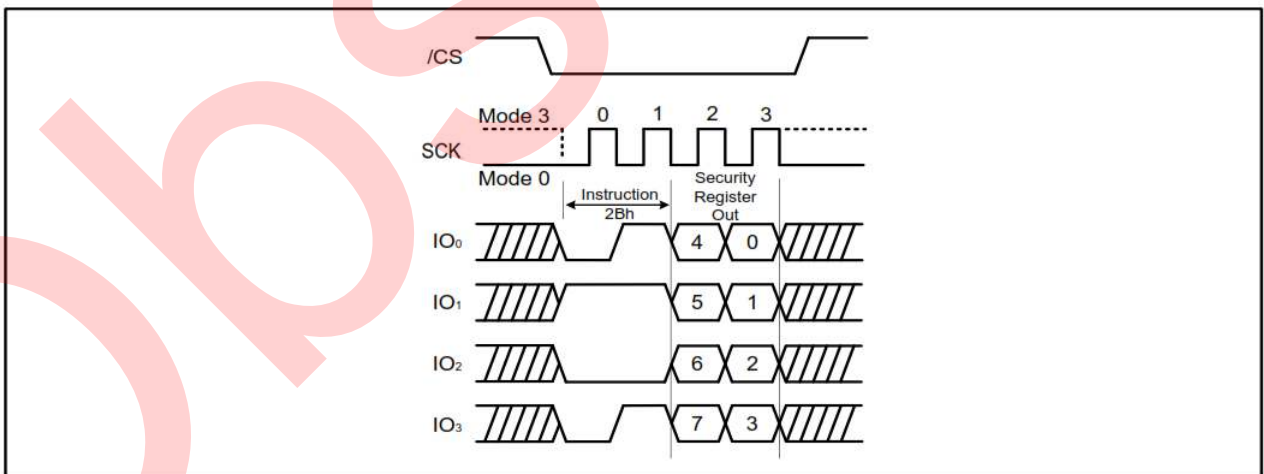 /CS
Mode 3 0 1 2 3
SCK
Mode 0
Instruction
2Bh
Security
Register
Out
IO₀ 4 0
IO₁ 5 1
IO₂ 6 2
IO₃ 7 3
Obs